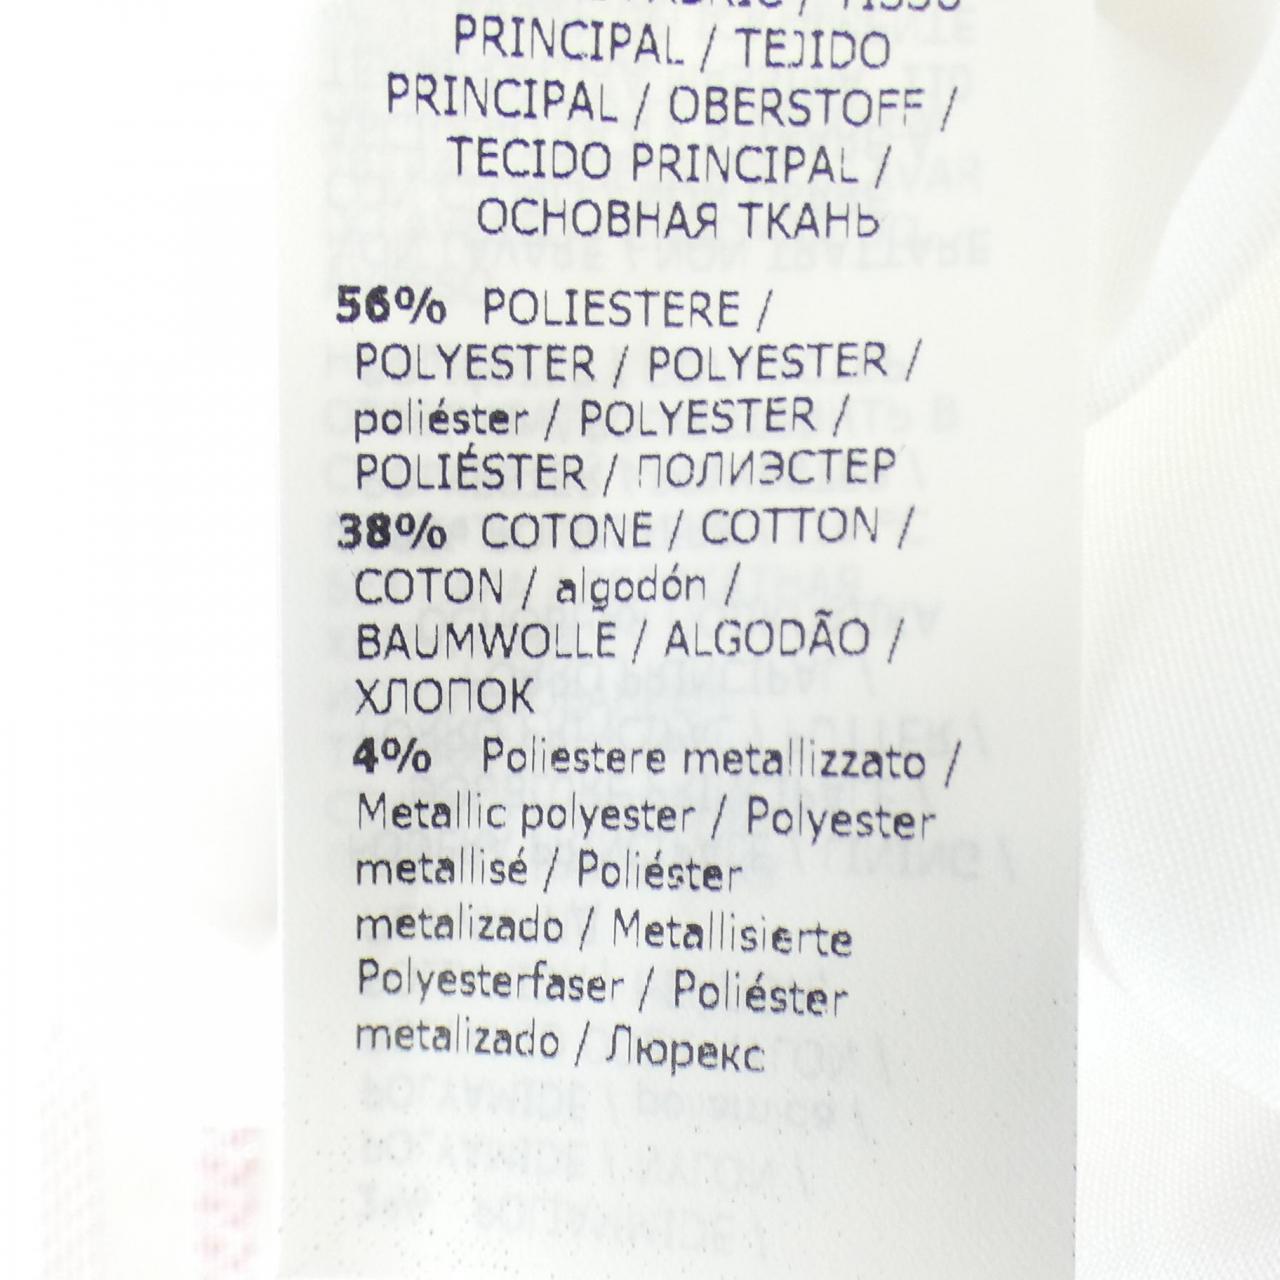 PRINCIPAL / TEJIDO
PRINCIPAL / OBERSTOFF /
TECIDO PRINCIPAL /
ОСНОВНАЯ ТКАНЬ
56% POLIESTERE /
POLYESTER / POLYESTER /
poliéster / POLYESTER /
POLIÉSTER / ПОЛИЭСТЕР
38% COTONE / COTTON /
COTON / algodón /
BAUMWOLLE / ALGODÃO /
ХЛОПОК
4% Poliestere metallizzato /
Metallic polyester / Polyester
metallisé / Poliéster
metalizado / Metallisierte
Polyesterfaser / Poliéster
metalizado / Люрекс